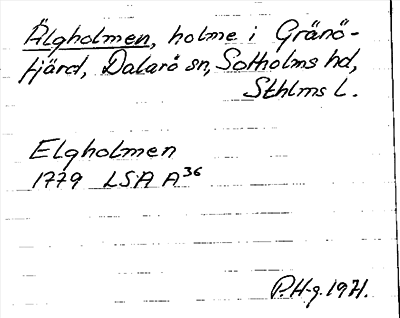 Älgholmen, holme i Gränö-
fjärd, Dalarö sn, Sotholms hd,
Sthlms l.
Elgholmen
1779 LSA A36
P.H-g. 1971.